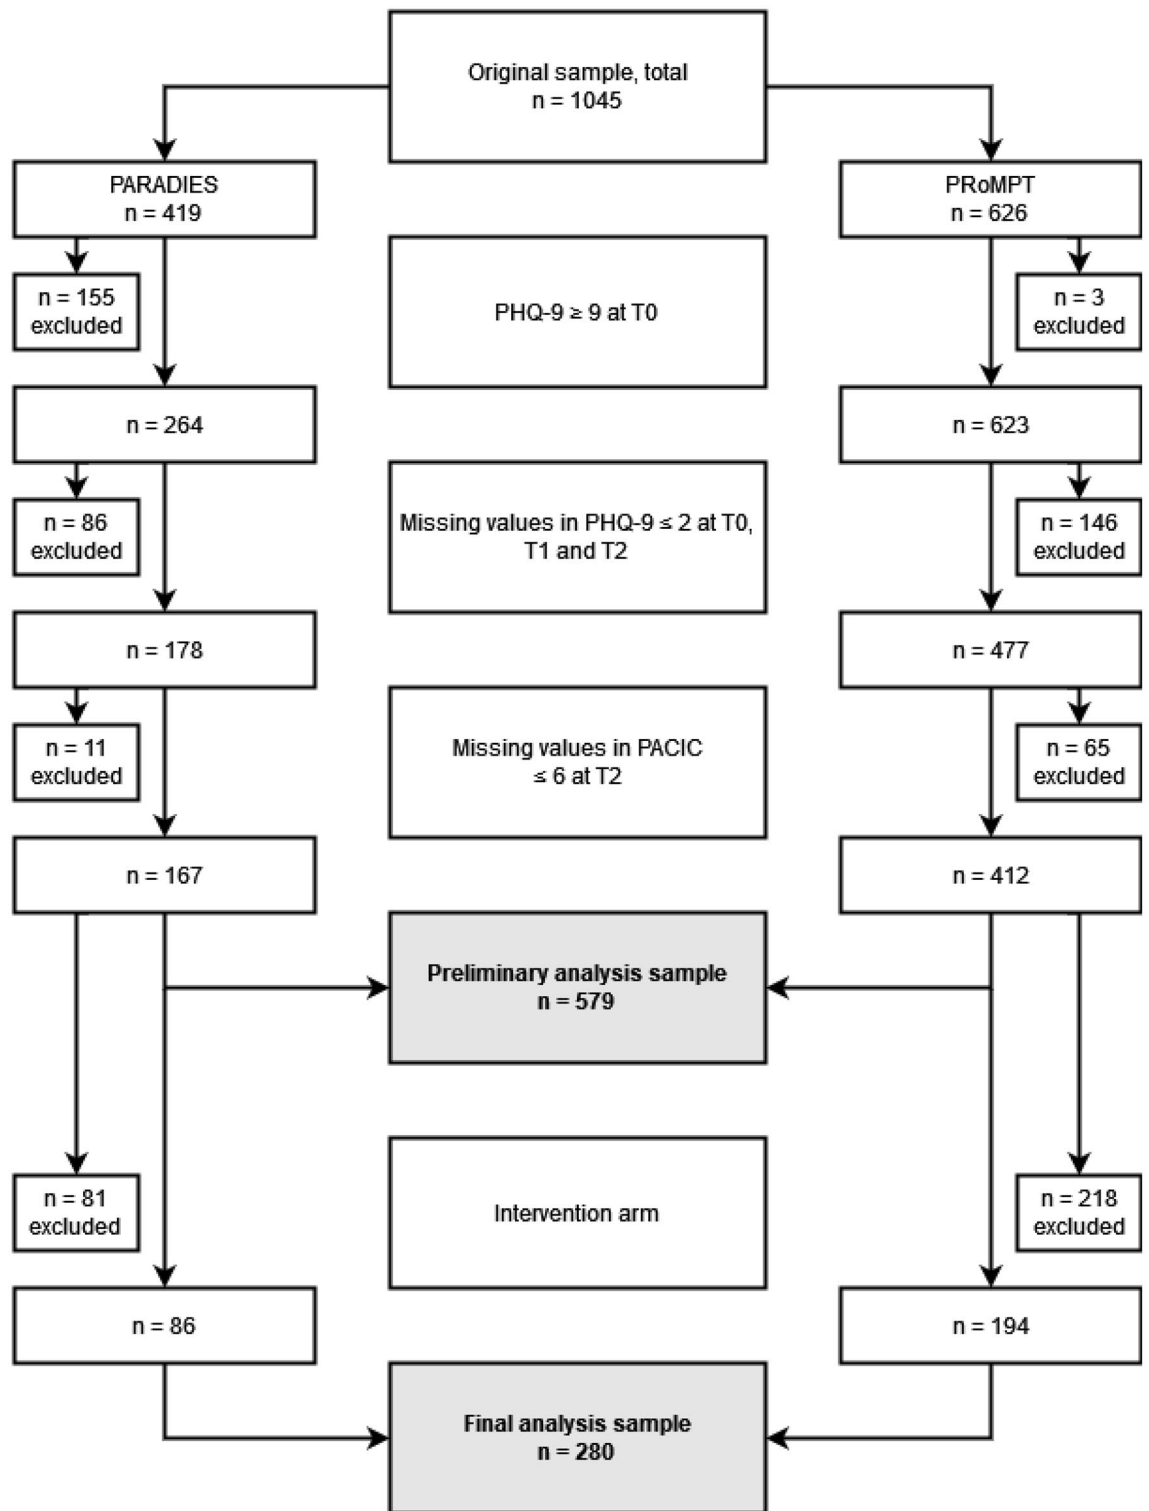 Original sample, total
n = 1045
PARADIES
n = 419
PRoMPT
n = 626
n = 155
excluded
PHQ-9 ≥ 9 at T0
n = 3
excluded
n = 264
n = 623
n = 86
excluded
Missing values in PHQ-9 ≤ 2 at T0,
T1 and T2
n = 146
excluded
n = 178
n = 477
n = 11
excluded
Missing values in PACIC
≤ 6 at T2
n = 65
excluded
n = 167
n = 412
Preliminary analysis sample
n = 579
n = 81
excluded
Intervention arm
n = 218
excluded
n = 86
n = 194
Final analysis sample
n = 280